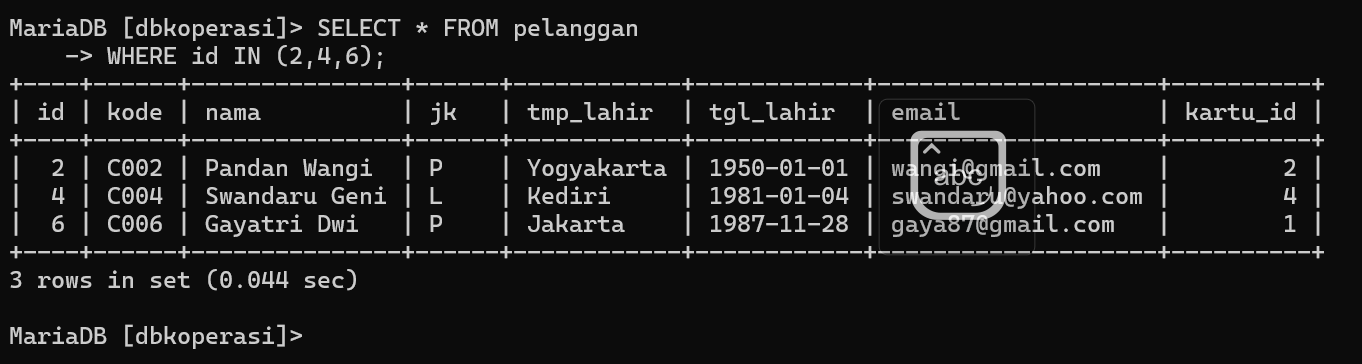 MariaDB [dbkoperasi]> SELECT * FROM pelanggan
    -> WHERE id IN (2,4,6);
+----+------+--------------+------+------------+------------+--------------------+----------+
| id | kode | nama         | jk   | tmp_lahir  | tgl_lahir  | email              | kartu_id |
+----+------+--------------+------+------------+------------+--------------------+----------+
|  2 | C002 | Pandan Wangi | P    | Yogyakarta | 1950-01-01 | wangi@gmail.com    |        2 |
abc
|  4 | C004 | Swandaru Geni | L    | Kediri     | 1981-01-04 | swandaru@yahoo.com |        4 |
|  6 | C006 | Gayatri Dwi  | P    | Jakarta    | 1987-11-28 | gaya87@gmail.com   |        1 |
+----+------+--------------+------+------------+------------+--------------------+----------+
3 rows in set (0.044 sec)
MariaDB [dbkoperasi]>